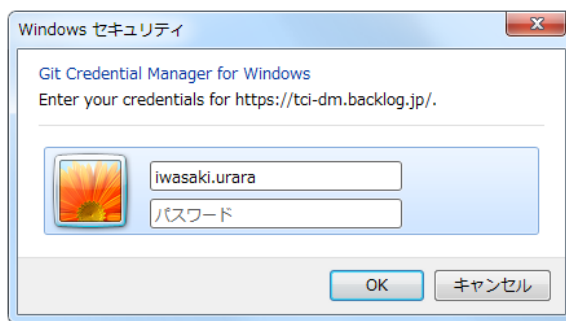 Windows セキュリティ
Git Credential Manager for Windows
Enter your credentials for https://tci-dm.backlog.jp/.
iwasaki.urara
パスワード
OK
キャンセル